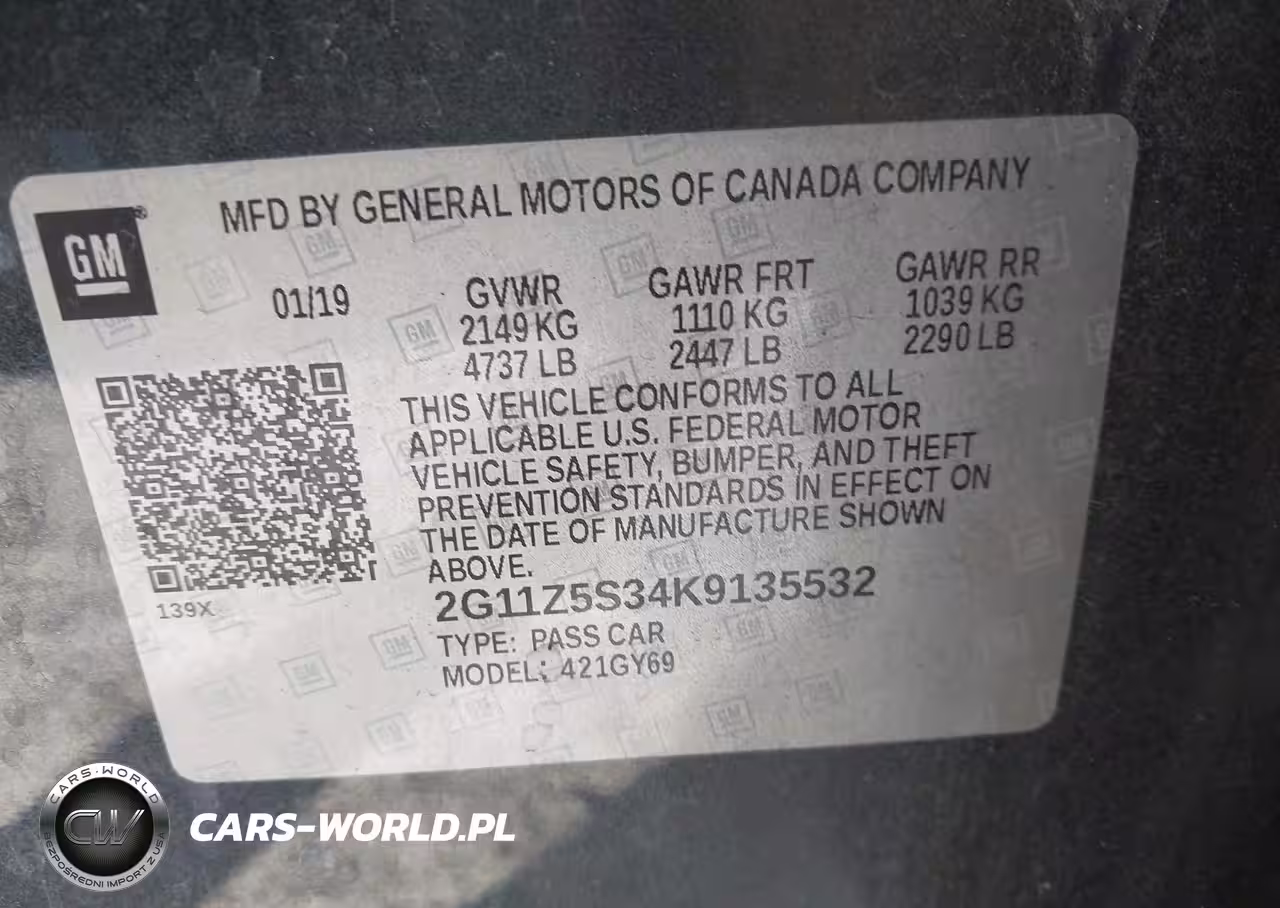 MFD BY GENERAL MOTORS OF CANADA COMPANY
GM®
01/19
GVWR
2149 KG
4737 LB
GAWR FRT
1110 KG
2447 LB
GAWR RR
1039 KG
2290 LB
THIS VEHICLE CONFORMS TO ALL
APPLICABLE U.S. FEDERAL MOTOR
VEHICLE SAFETY, BUMPER, AND THEFT
PREVENTION STANDARDS IN EFFECT ON
THE DATE OF MANUFACTURE SHOWN
ABOVE.
139X
2G11Z5S34K9135532
TYPE: PASS CAR
MODEL: 421GY69
CARS-WORLD
CW
BEZPOŚREDNI IMPORT Z USA
CARS-WORLD.PL